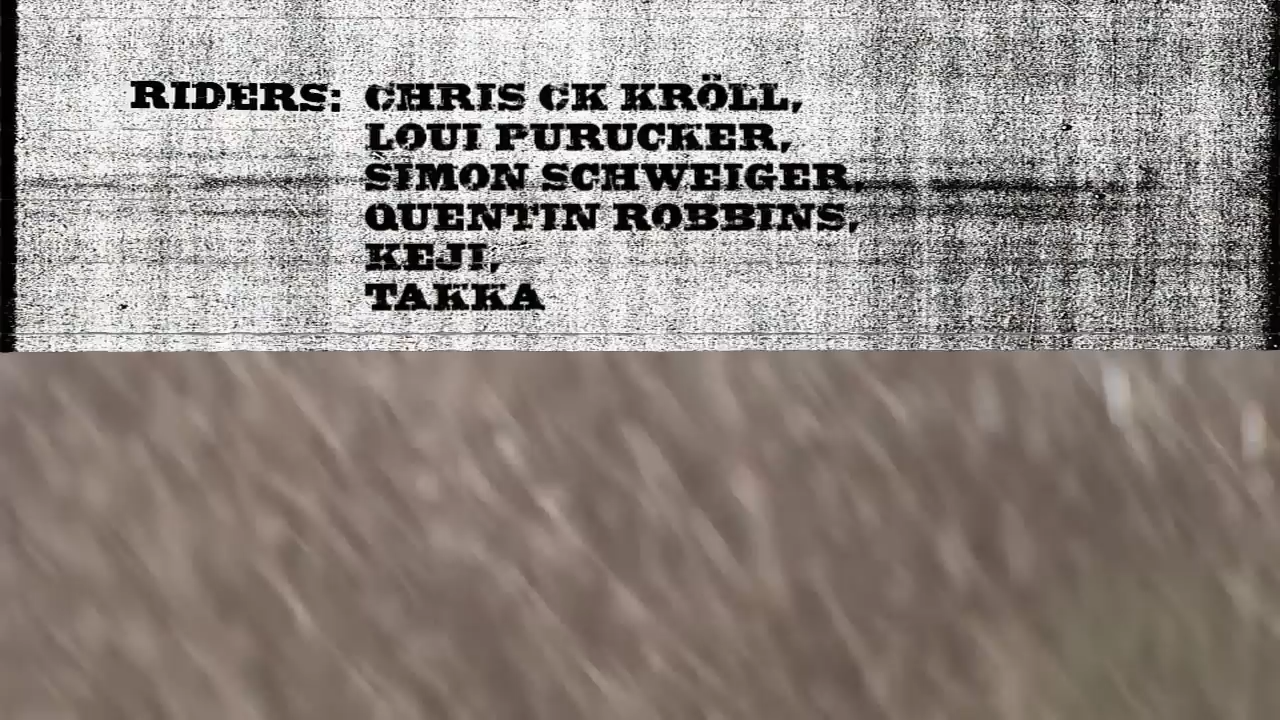 RIDERS: CHRIS CK KRÖLL,
LOUI PURUCKER,
SIMON SCHWEIGER,
QUENTIN ROBBINS,
KEJI,
TAKKA